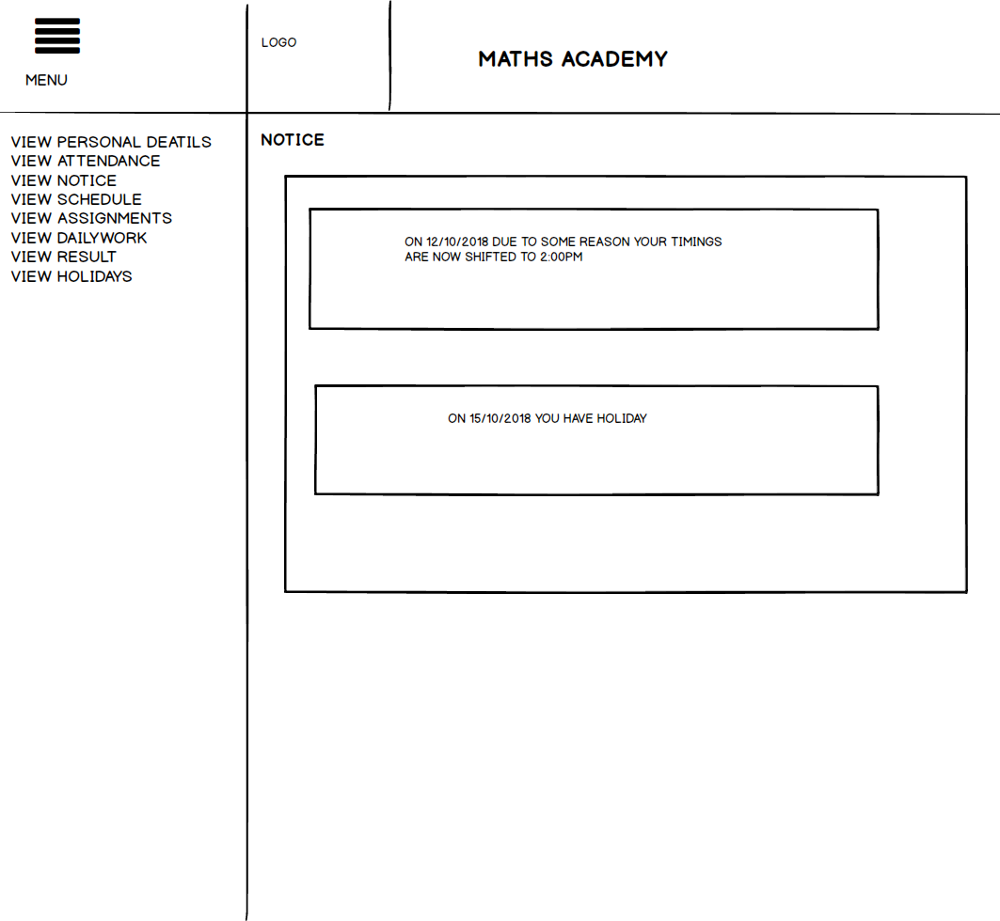 MENU
LOGO
MATHS ACADEMY
VIEW PERSONAL DEATILS
VIEW ATTENDANCE
VIEW NOTICE
VIEW SCHEDULE
VIEW ASSIGNMENTS
VIEW DAILYWORK
VIEW RESULT
VIEW HOLIDAYS
NOTICE
ON 12/10/2018 DUE TO SOME REASON YOUR TIMINGS
ARE NOW SHIFTED TO 2:00PM
ON 15/10/2018 YOU HAVE HOLIDAY